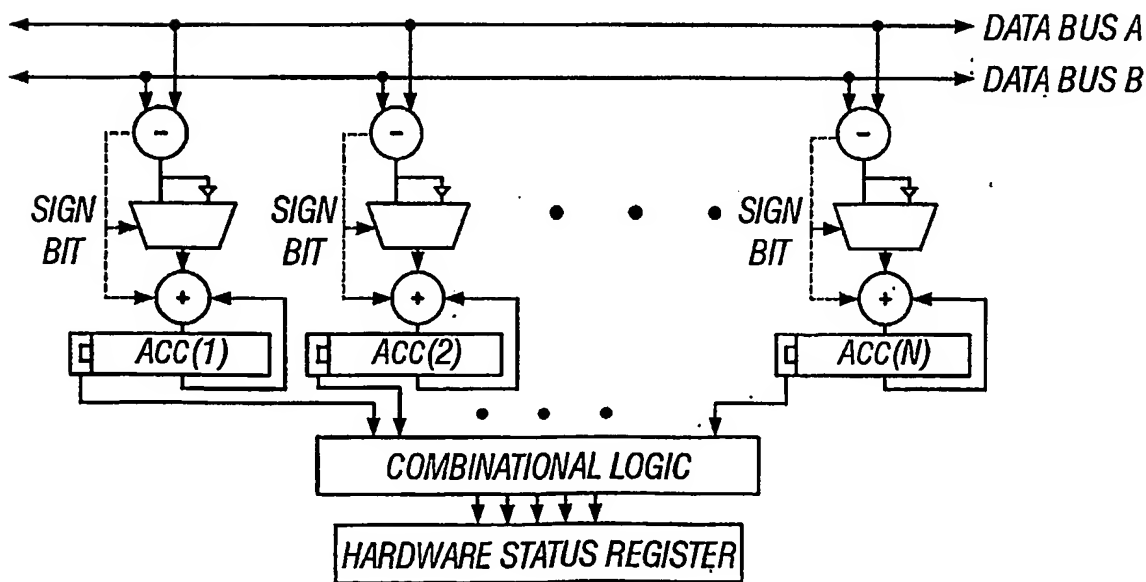 DATA BUS A
DATA BUS B
- - -
SIGN BIT SIGN BIT SIGN BIT
+ + +
ACC(1) ACC(2) ACC(N)
COMBINATIONAL LOGIC
HARDWARE STATUS REGISTER